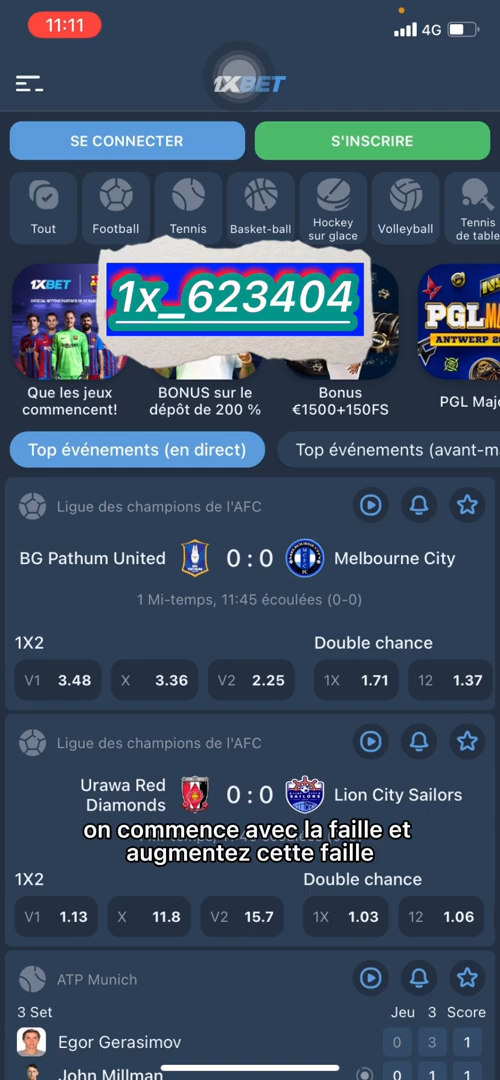 11:11
4G
1XBET
SE CONNECTER
S'INSCRIRE
Tout
Football
Tennis
Basket-ball
Hockey
sur glace
Volleyball
Tennis
de table
1XBET
1x_623404
PGL MA
ANTWERP 20
Que les jeux
commencent!
BONUS sur le
dépôt de 200 %
Bonus
€1500+150FS
PGL Maj
Top événements (en direct)
Top événements (avant-m
Ligue des champions de l'AFC
BG Pathum United
0 : 0
Melbourne City
1 Mi-temps, 11:45 écoulées (0-0)
1X2
Double chance
V1 3.48
X 3.36
V2 2.25
1X 1.71
12 1.37
Ligue des champions de l'AFC
Urawa Red
Diamonds
0 : 0
Lion City Sailors
on commence avec la faille et
augmentez cette faille
1X2
Double chance
V1 1.13
X 11.8
V2 15.7
1X 1.03
12 1.06
ATP Munich
3 Set
Jeu 3 Score
Egor Gerasimov
0 3 1
John Millman
0 1 1